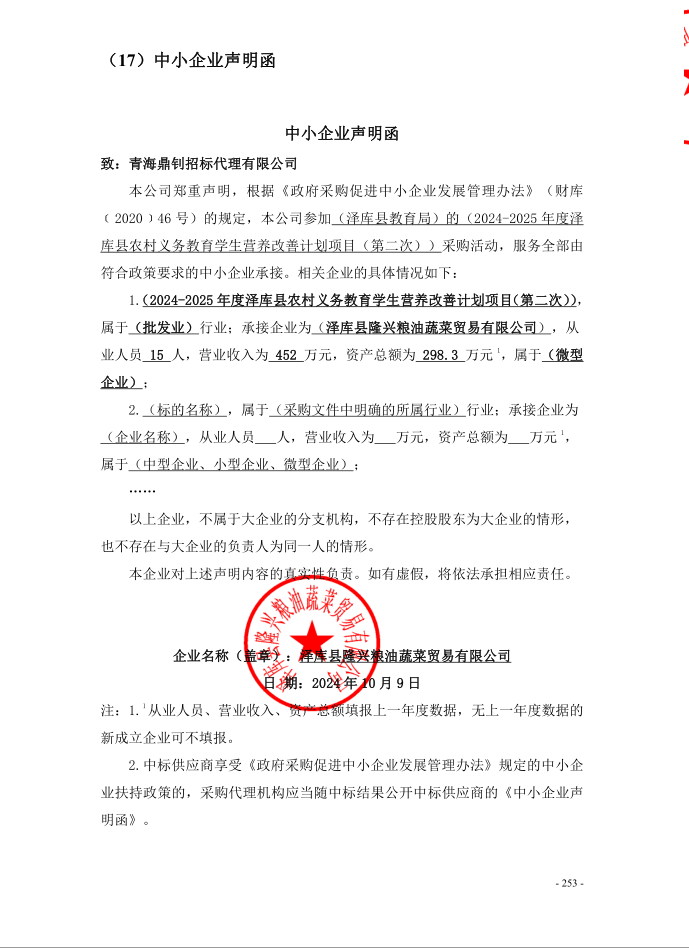 （17）中小企业声明函
中小企业声明函
致：青海鼎钊招标代理有限公司
本公司郑重声明，根据《政府采购促进中小企业发展管理办法》（财库
﹝2020﹞46 号）的规定，本公司参加（泽库县教育局）的（2024-2025 年度泽
库县农村义务教育学生营养改善计划项目（第二次））采购活动，服务全部由
符合政策要求的中小企业承接。相关企业的具体情况如下：
1.（2024-2025 年度泽库县农村义务教育学生营养改善计划项目（第二次）），
属于（批发业）行业；承接企业为（泽库县隆兴粮油蔬菜贸易有限公司），从
业人员 15 人，营业收入为 452 万元，资产总额为 298.3 万元¹，属于（微型
企业）；
2.（标的名称），属于（采购文件中明确的所属行业）行业；承接企业为
（企业名称），从业人员___人，营业收入为___万元，资产总额为___万元¹，
属于（中型企业、小型企业、微型企业）；
……
以上企业，不属于大企业的分支机构，不存在控股股东为大企业的情形，
也不存在与大企业的负责人为同一人的情形。
本企业对上述声明内容的真实性负责。如有虚假，将依法承担相应责任。
泽库县隆兴粮油蔬菜贸易有限公司
企业名称（盖章）：泽库县隆兴粮油蔬菜贸易有限公司
日 期：2024年 10 月 9 日
注：1.¹从业人员、营业收入、资产总额填报上一年度数据，无上一年度数据的
新成立企业可不填报。
2.中标供应商享受《政府采购促进中小企业发展管理办法》规定的中小企
业扶持政策的，采购代理机构应当随中标结果公开中标供应商的《中小企业声
明函》。
- 253 -